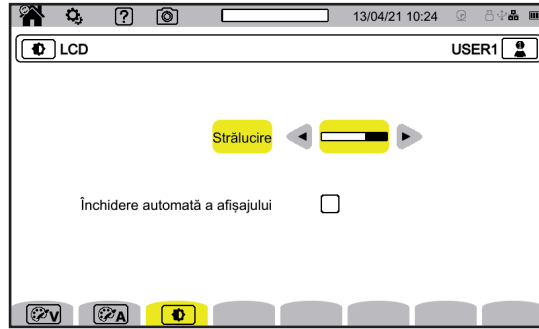 ? 13/04/21 10:24
LCD USER1
Strălucire
Închidere automată a afișajului
V A